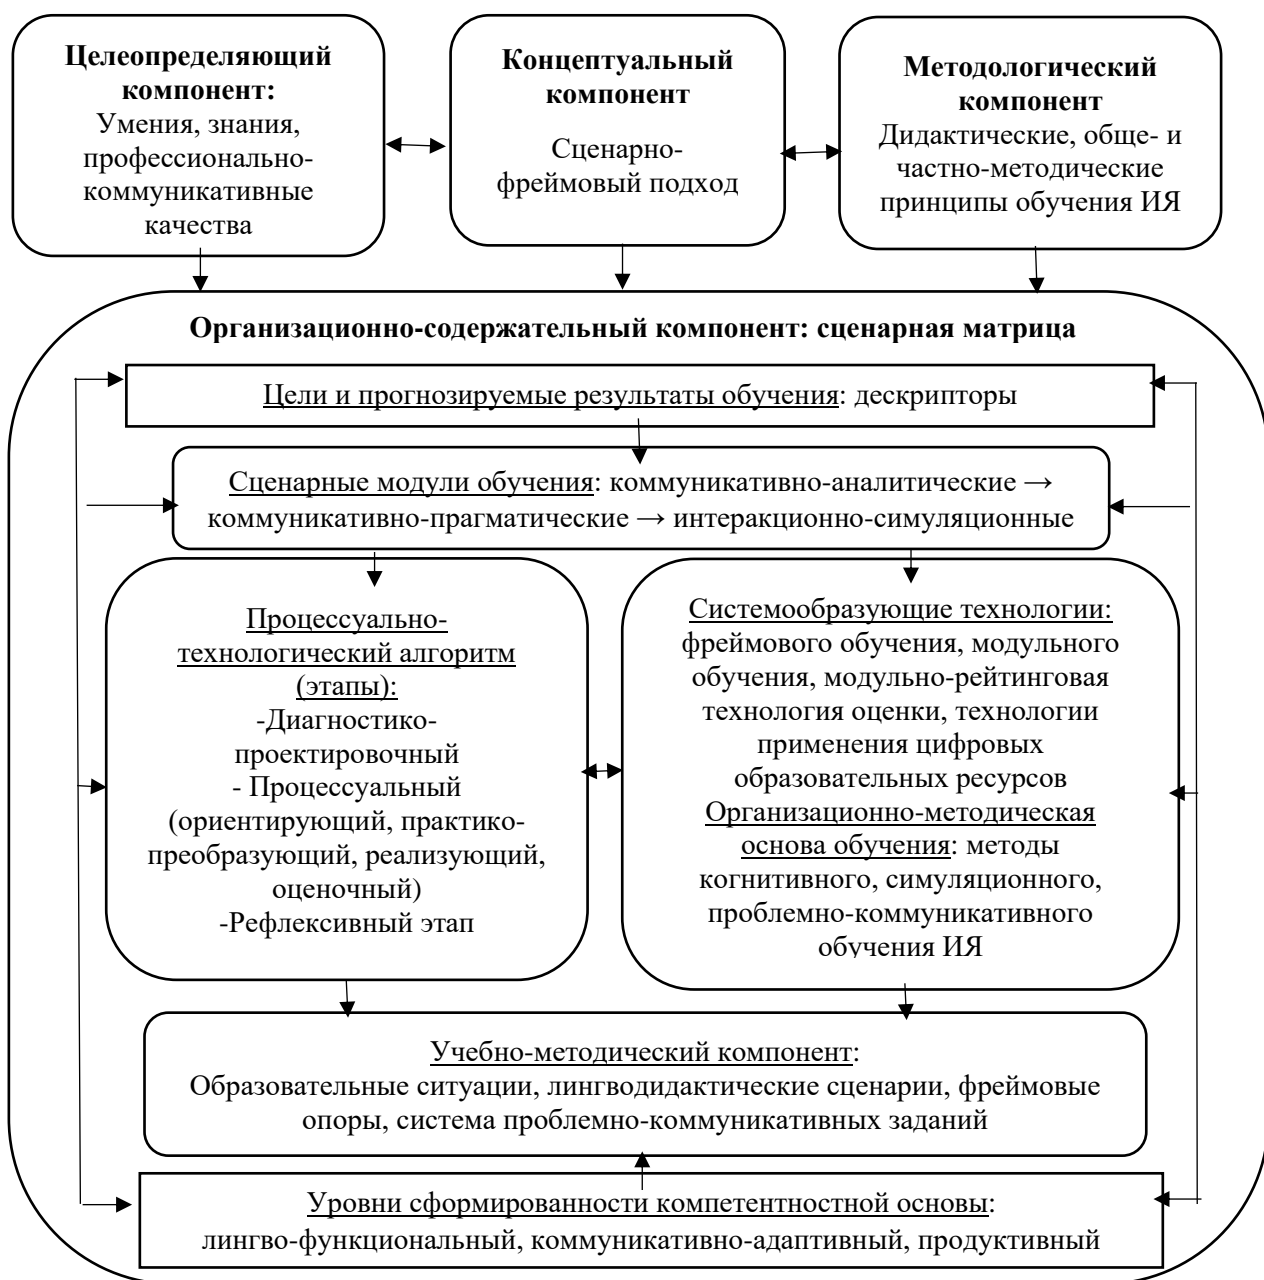 Целеопределяющий
компонент:
Умения, знания,
профессионально-
коммуникативные
качества
Концептуальный
компонент
Сценарно-
фреймовый подход
Методологический
компонент
Дидактические, обще- и
частно-методические
принципы обучения ИЯ
Организационно-содержательный компонент: сценарная матрица
Цели и прогнозируемые результаты обучения: дескрипторы
Сценарные модули обучения: коммуникативно-аналитические →
коммуникативно-прагматические → интеракционно-симуляционные
Процессуально-
технологический алгоритм
(этапы):
-Диагностико-
проектировочный
- Процессуальный
(ориентирующий, практико-
преобразующий, реализующий,
оценочный)
-Рефлексивный этап
Системообразующие технологии:
фреймового обучения, модульного
обучения, модульно-рейтинговая
технология оценки, технологии
применения цифровых
образовательных ресурсов
Организационно-методическая
основа обучения: методы
когнитивного, симуляционного,
проблемно-коммуникативного
обучения ИЯ
Учебно-методический компонент:
Образовательные ситуации, лингводидактические сценарии, фреймовые
опоры, система проблемно-коммуникативных заданий
Уровни сформированности компетентностной основы:
лингво-функциональный, коммуникативно-адаптивный, продуктивный